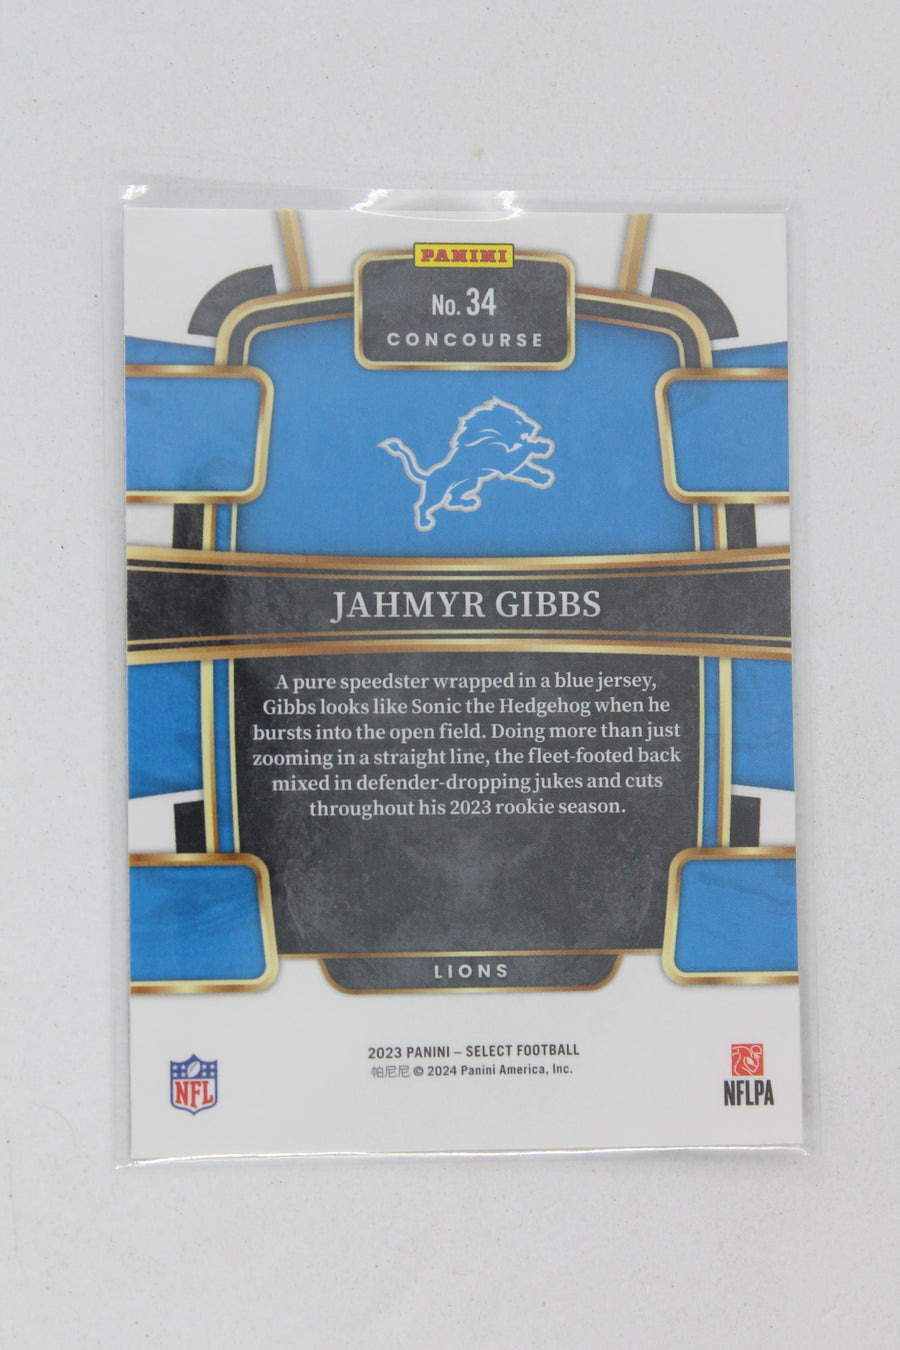 PANINI
No. 34
CONCOURSE
JAHMYR GIBBS
A pure speedster wrapped in a blue jersey,
Gibbs looks like Sonic the Hedgehog when he
bursts into the open field. Doing more than just
zooming in a straight line, the fleet-footed back
mixed in defender-dropping jukes and cuts
throughout his 2023 rookie season.
LIONS
2023 PANINI – SELECT FOOTBALL
帕尼尼 © 2024 Panini America, Inc.
NFL
NFLPA